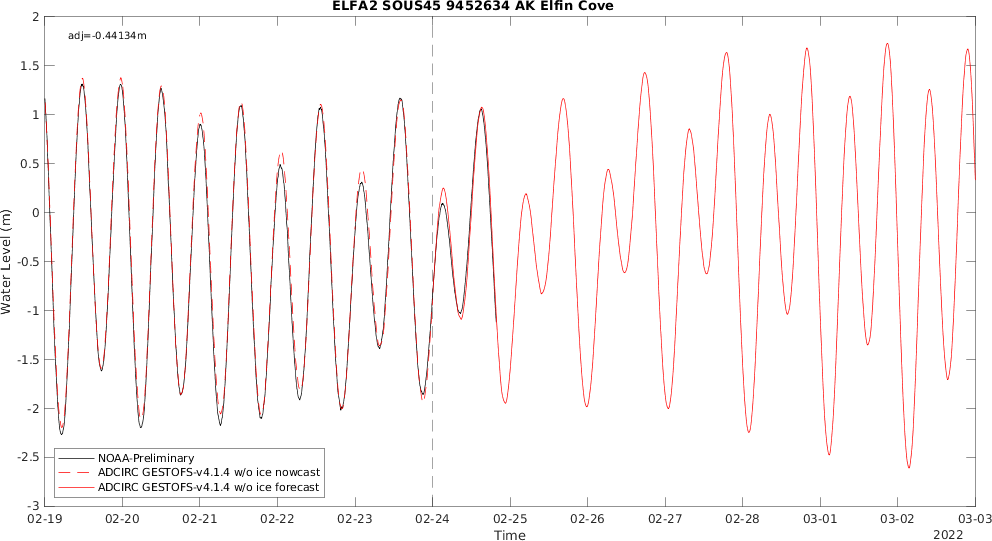 ELFA2 SOUS45 9452634 AK Elfin Cove
adj=-0.44134m
2
1.5
1
0.5
0
-0.5
-1
-1.5
-2
-2.5
-3
Water Level (m)
NOAA-Preliminary
ADCIRC GESTOFS-v4.1.4 w/o ice nowcast
ADCIRC GESTOFS-v4.1.4 w/o ice forecast
02-19 02-20 02-21 02-22 02-23 02-24 02-25 02-26 02-27 02-28 03-01 03-02 03-03
Time
2022